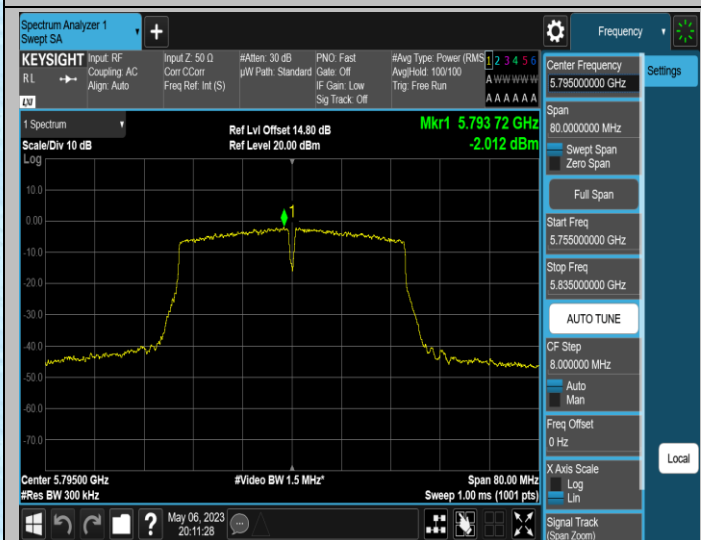 Spectrum Analyzer 1
Swept SA
+
Frequency
KEYSIGHT
RL
LXI
Input: RF
Coupling: AC
Align: Auto
Input Z: 50 Ω
Corr CCorr
Freq Ref: Int (S)
#Atten: 30 dB
µW Path: Standard
PNO: Fast
Gate: Off
IF Gain: Low
Sig Track: Off
#Avg Type: Power (RMS
Avg|Hold: 100/100
Trig: Free Run
1 2 3 4 5 6
A W W W W W
A A A A A A
1 Spectrum
Scale/Div 10 dB
Log
Ref Lvl Offset 14.80 dB
Ref Level 20.00 dBm
Mkr1 5.793 72 GHz
-2.012 dBm
1
10.0
0.00
-10.0
-20.0
-30.0
-40.0
-50.0
-60.0
-70.0
Center 5.79500 GHz
#Res BW 300 kHz
#Video BW 1.5 MHz*
Span 80.00 MHz
Sweep 1.00 ms (1001 pts)
May 06, 2023
20:11:28
?
Center Frequency
5.795000000 GHz
Span
80.0000000 MHz
Swept Span
Zero Span
Full Span
Start Freq
5.755000000 GHz
Stop Freq
5.835000000 GHz
AUTO TUNE
CF Step
8.000000 MHz
Auto
Man
Freq Offset
0 Hz
X Axis Scale
Log
Lin
Signal Track
(Span Zoom)
Settings
Local